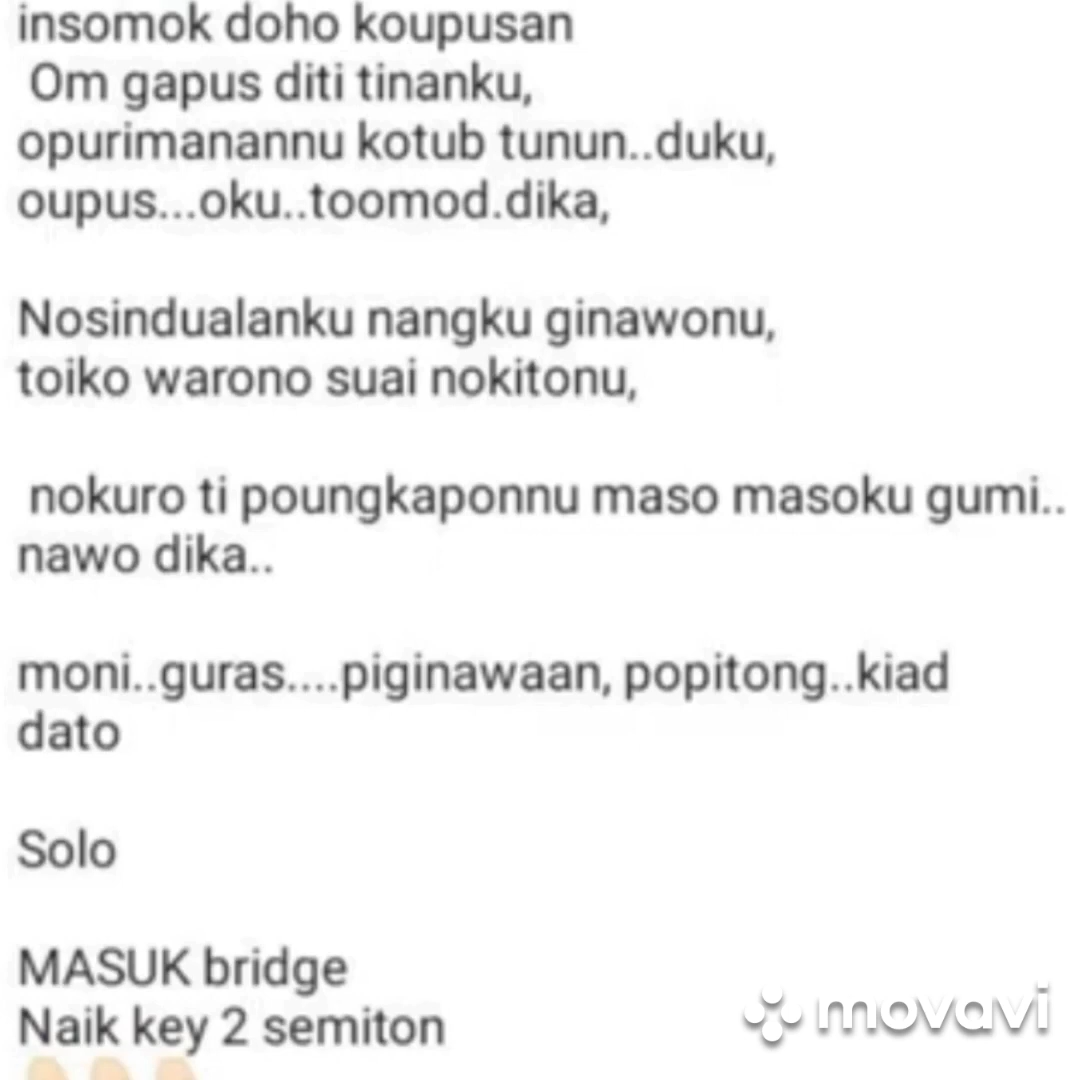 insomok doho koupusan
Om gapus diti tinanku,
opurimanannu kotub tunun..duku,
oupus...oku..toomod.dika,
Nosindualanku nangku ginawonu,
toiko warono suai nokitonu,
nokuro ti poungkaponnu maso masoku gumi..
nawo dika..
moni..guras....piginawaan, popitong..kiad
dato
Solo
MASUK bridge
Naik key 2 semiton
movavi